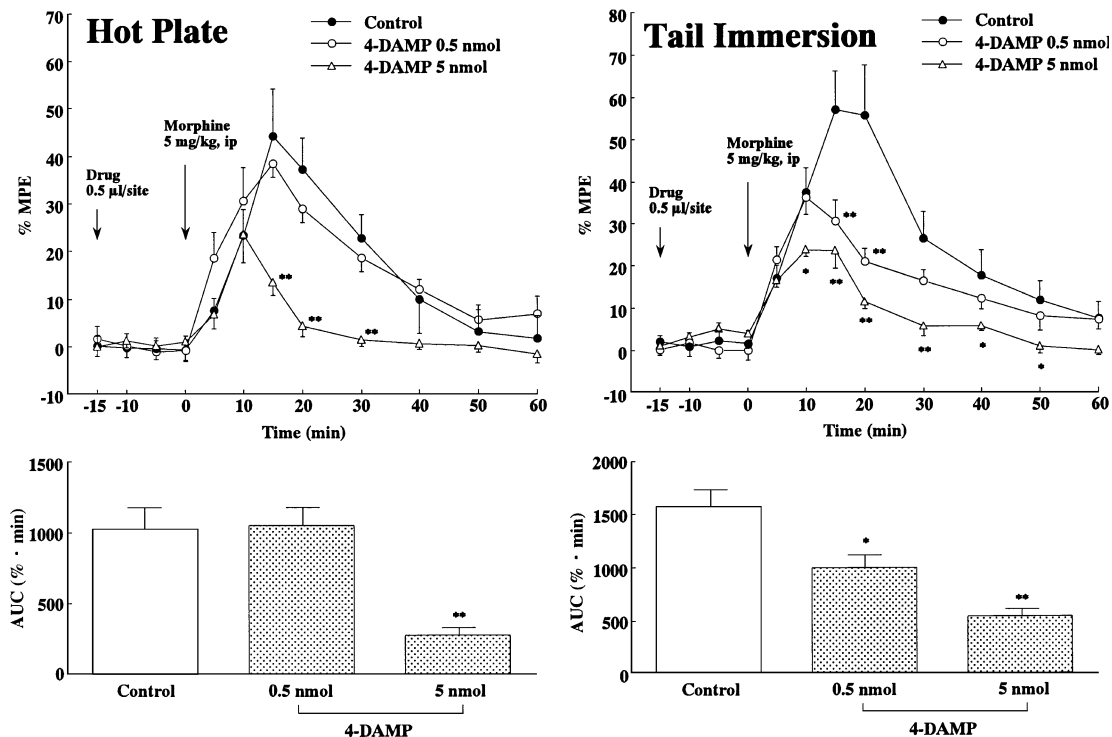 Hot Plate
Control
4-DAMP 0.5 nmol
4-DAMP 5 nmol
70
60
50
40
30
20
10
0
-10
% MPE
Morphine
5 mg/kg, ip
Drug
0.5 µl/site
** ** **
-15 -10 0 10 20 30 40 50 60
Time (min)
Tail Immersion
Control
4-DAMP 0.5 nmol
4-DAMP 5 nmol
80
70
60
50
40
30
20
10
0
-10
% MPE
Morphine
5 mg/kg, ip
Drug
0.5 µl/site
** **
* ** ** ** * *
-15 -10 0 10 20 30 40 50 60
Time (min)
1500
1000
500
0
AUC (% · min)
**
Control 0.5 nmol 5 nmol
4-DAMP
2000
1500
1000
500
0
AUC (% · min)
* **
Control 0.5 nmol 5 nmol
4-DAMP